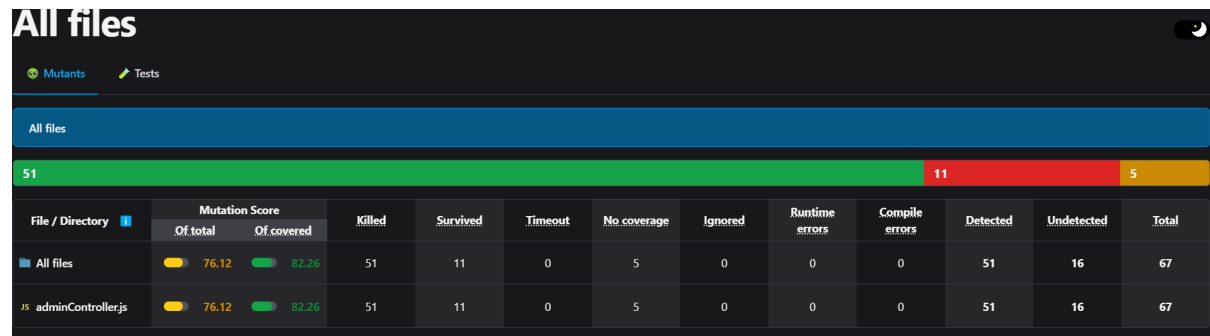 All files
Mutants Tests
All files
51 11 5
File / Directory Mutation Score Killed Survived Timeout No coverage Ignored Runtime errors Compile errors Detected Undetected Total
Of total Of covered
All files 76.12 82.26 51 11 0 5 0 0 0 51 16 67
JS adminController.js 76.12 82.26 51 11 0 5 0 0 0 51 16 67